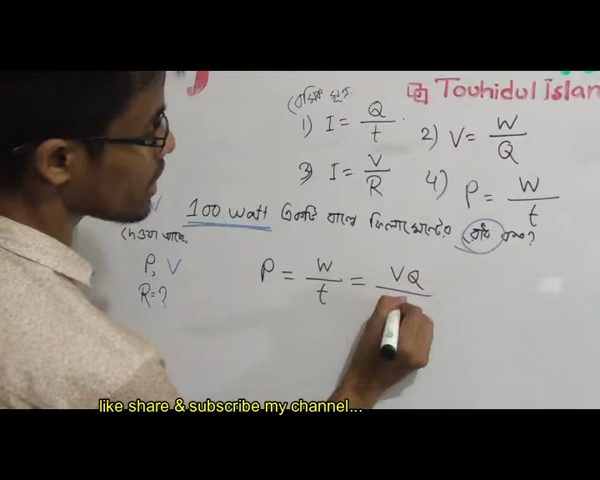 Touhidul Islam
বেসিক সূত্র
1) I = Q/t
2) V = W/Q
3) I = V/R
4) P = W/t
100 watt একটি বাল্বে ফিলামেন্টের রোধ কত?
দেওয়া আছে,
P, V
R = ?
P = W/t = VQ/
like share & subscribe my channel...